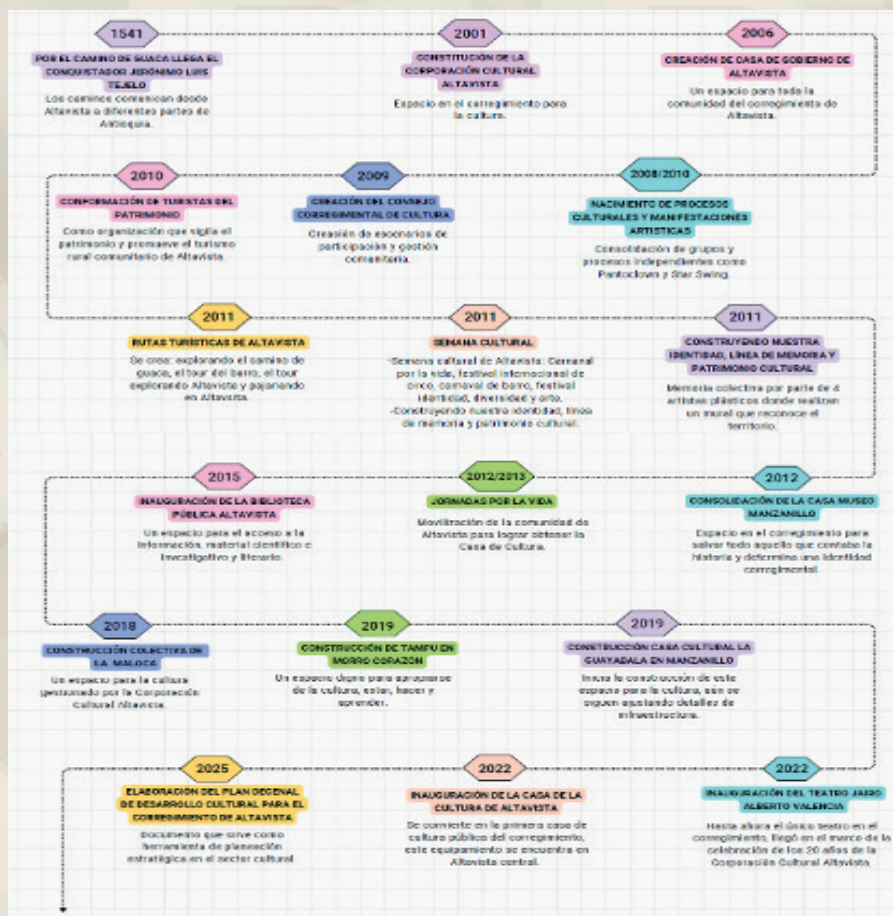 1541
POR EL CAMINO DE GUACA LLEGA EL
CONQUISTADOR JERÓNIMO LUIS
TEJELO
Los caminos comunican desde
Altavista a diferentes partes de
Antioquia.
2001
CONSTITUCIÓN DE LA
CORPORACIÓN CULTURAL
ALTAVISTA
Espacio en el corregimiento para
la cultura.
2006
CREACIÓN DE CASA DE GOBIERNO DE
ALTAVISTA
Un espacio para toda la
comunidad del corregimiento de
Altavista.
2010
CONFORMACIÓN DE TURISTAS DEL
PATRIMONIO
Como organización que vigila el
patrimonio y promueve el turismo
rural comunitario de Altavista.
2009
CREACIÓN DEL CONSEJO
CORREGIMENTAL DE CULTURA
Creación de escenarios de
participación y gestión
comunitaria.
2008/2010
NACIMIENTO DE PROCESOS
CULTURALES Y MANIFESTACIONES
ARTISTICAS
Consolidación de grupos y
procesos independientes como
Pantoclown y Star Swing.
2011
RUTAS TURÍSTICAS DE ALTAVISTA
Se crea: explorando el camino de
guaca, el tour del barro, el tour
explorando Altavista y pajariando
en Altavista.
2011
SEMANA CULTURAL
-Semana cultural de Altavista: Carnaval
por la vida, festival internacional de
circo, carnaval de barro, festival
identidad, diversidad y arte.
-Construyendo nuestra identidad, línea
de memoria y patrimonio cultural.
2011
CONSTRUYENDO NUESTRA
IDENTIDAD, LÍNEA DE MEMORIA Y
PATRIMONIO CULTURAL
Memoria colectiva por parte de 4
artistas plásticos donde realizan
un mural que reconoce el
territorio.
2015
INAUGURACIÓN DE LA BIBLIOTECA
PÚBLICA ALTAVISTA
Un espacio para el acceso a la
información, material científico e
investigativo y literario.
2012/2013
JORNADAS POR LA VIDA
Movilización de la comunidad de
Altavista para lograr obtener la
Casa de Cultura.
2012
CONSOLIDACIÓN DE LA CASA MUSEO
MANZANILLO
Espacio en el corregimiento para
salvar todo aquello que contaba la
historia y determina una identidad
corregimental.
2018
CONSTRUCCIÓN COLECTIVA DE
LA MALOCA
Un espacio para la cultura
gestionado por la Corporación
Cultural Altavista.
2019
CONSTRUCCIÓN DE TAMPU EN
MORRO CORAZÓN
Un espacio digno para apropiarse
de la cultura, estar, hacer y
aprender.
2019
CONSTRUCCIÓN CASA CULTURAL LA
GUAYABALA EN MANZANILLO
Inicia la construcción de este
espacio para la cultura, aún se
siguen ajustando detalles de
infraestructura.
2025
ELABORACIÓN DEL PLAN DECENAL
DE DESARROLLO CULTURAL PARA EL
CORREGIMIENTO DE ALTAVISTA
Documento que sirve como
herramienta de planeación
estratégica en el sector cultural.
2022
INAUGURACIÓN DE LA CASA DE LA
CULTURA DE ALTAVISTA
Se convierte en la primera casa de
cultura pública del corregimiento,
este equipamiento se encuentra en
Altavista central.
2022
INAUGURACIÓN DEL TEATRO JAIRO
ALBERTO VALENCIA
Hasta ahora el único teatro en el
corregimiento, llegó en el marco de la
celebración de los 20 años de la
Corporación Cultural Altavista.